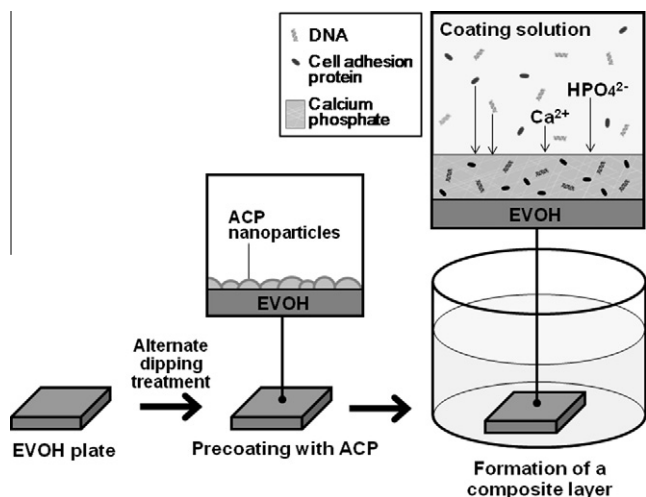 DNA
Cell adhesion
protein
Calcium
phosphate
Coating solution
HPO4²⁻
Ca²⁺
EVOH
ACP
nanoparticles
EVOH
Alternate
dipping
treatment
EVOH plate
Precoating with ACP
Formation of a
composite layer